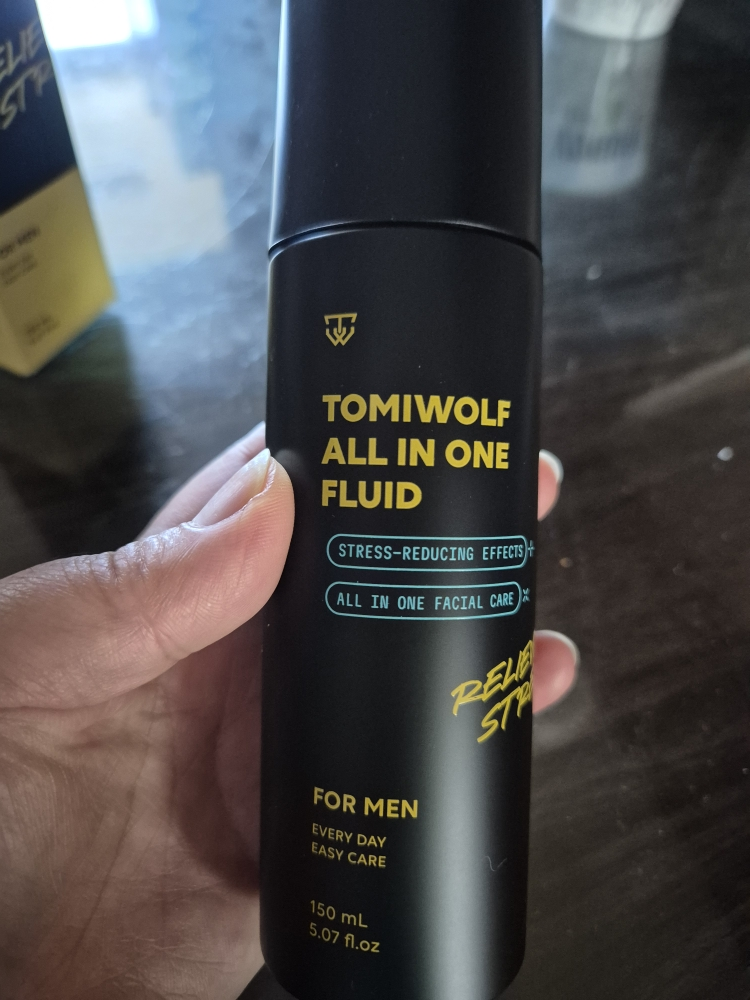 TOMIWOLF
ALL IN ONE
FLUID
STRESS-REDUCING EFFECTS
ALL IN ONE FACIAL CARE
FOR MEN
EVERY DAY
EASY CARE
150 mL
5.07 fl.oz